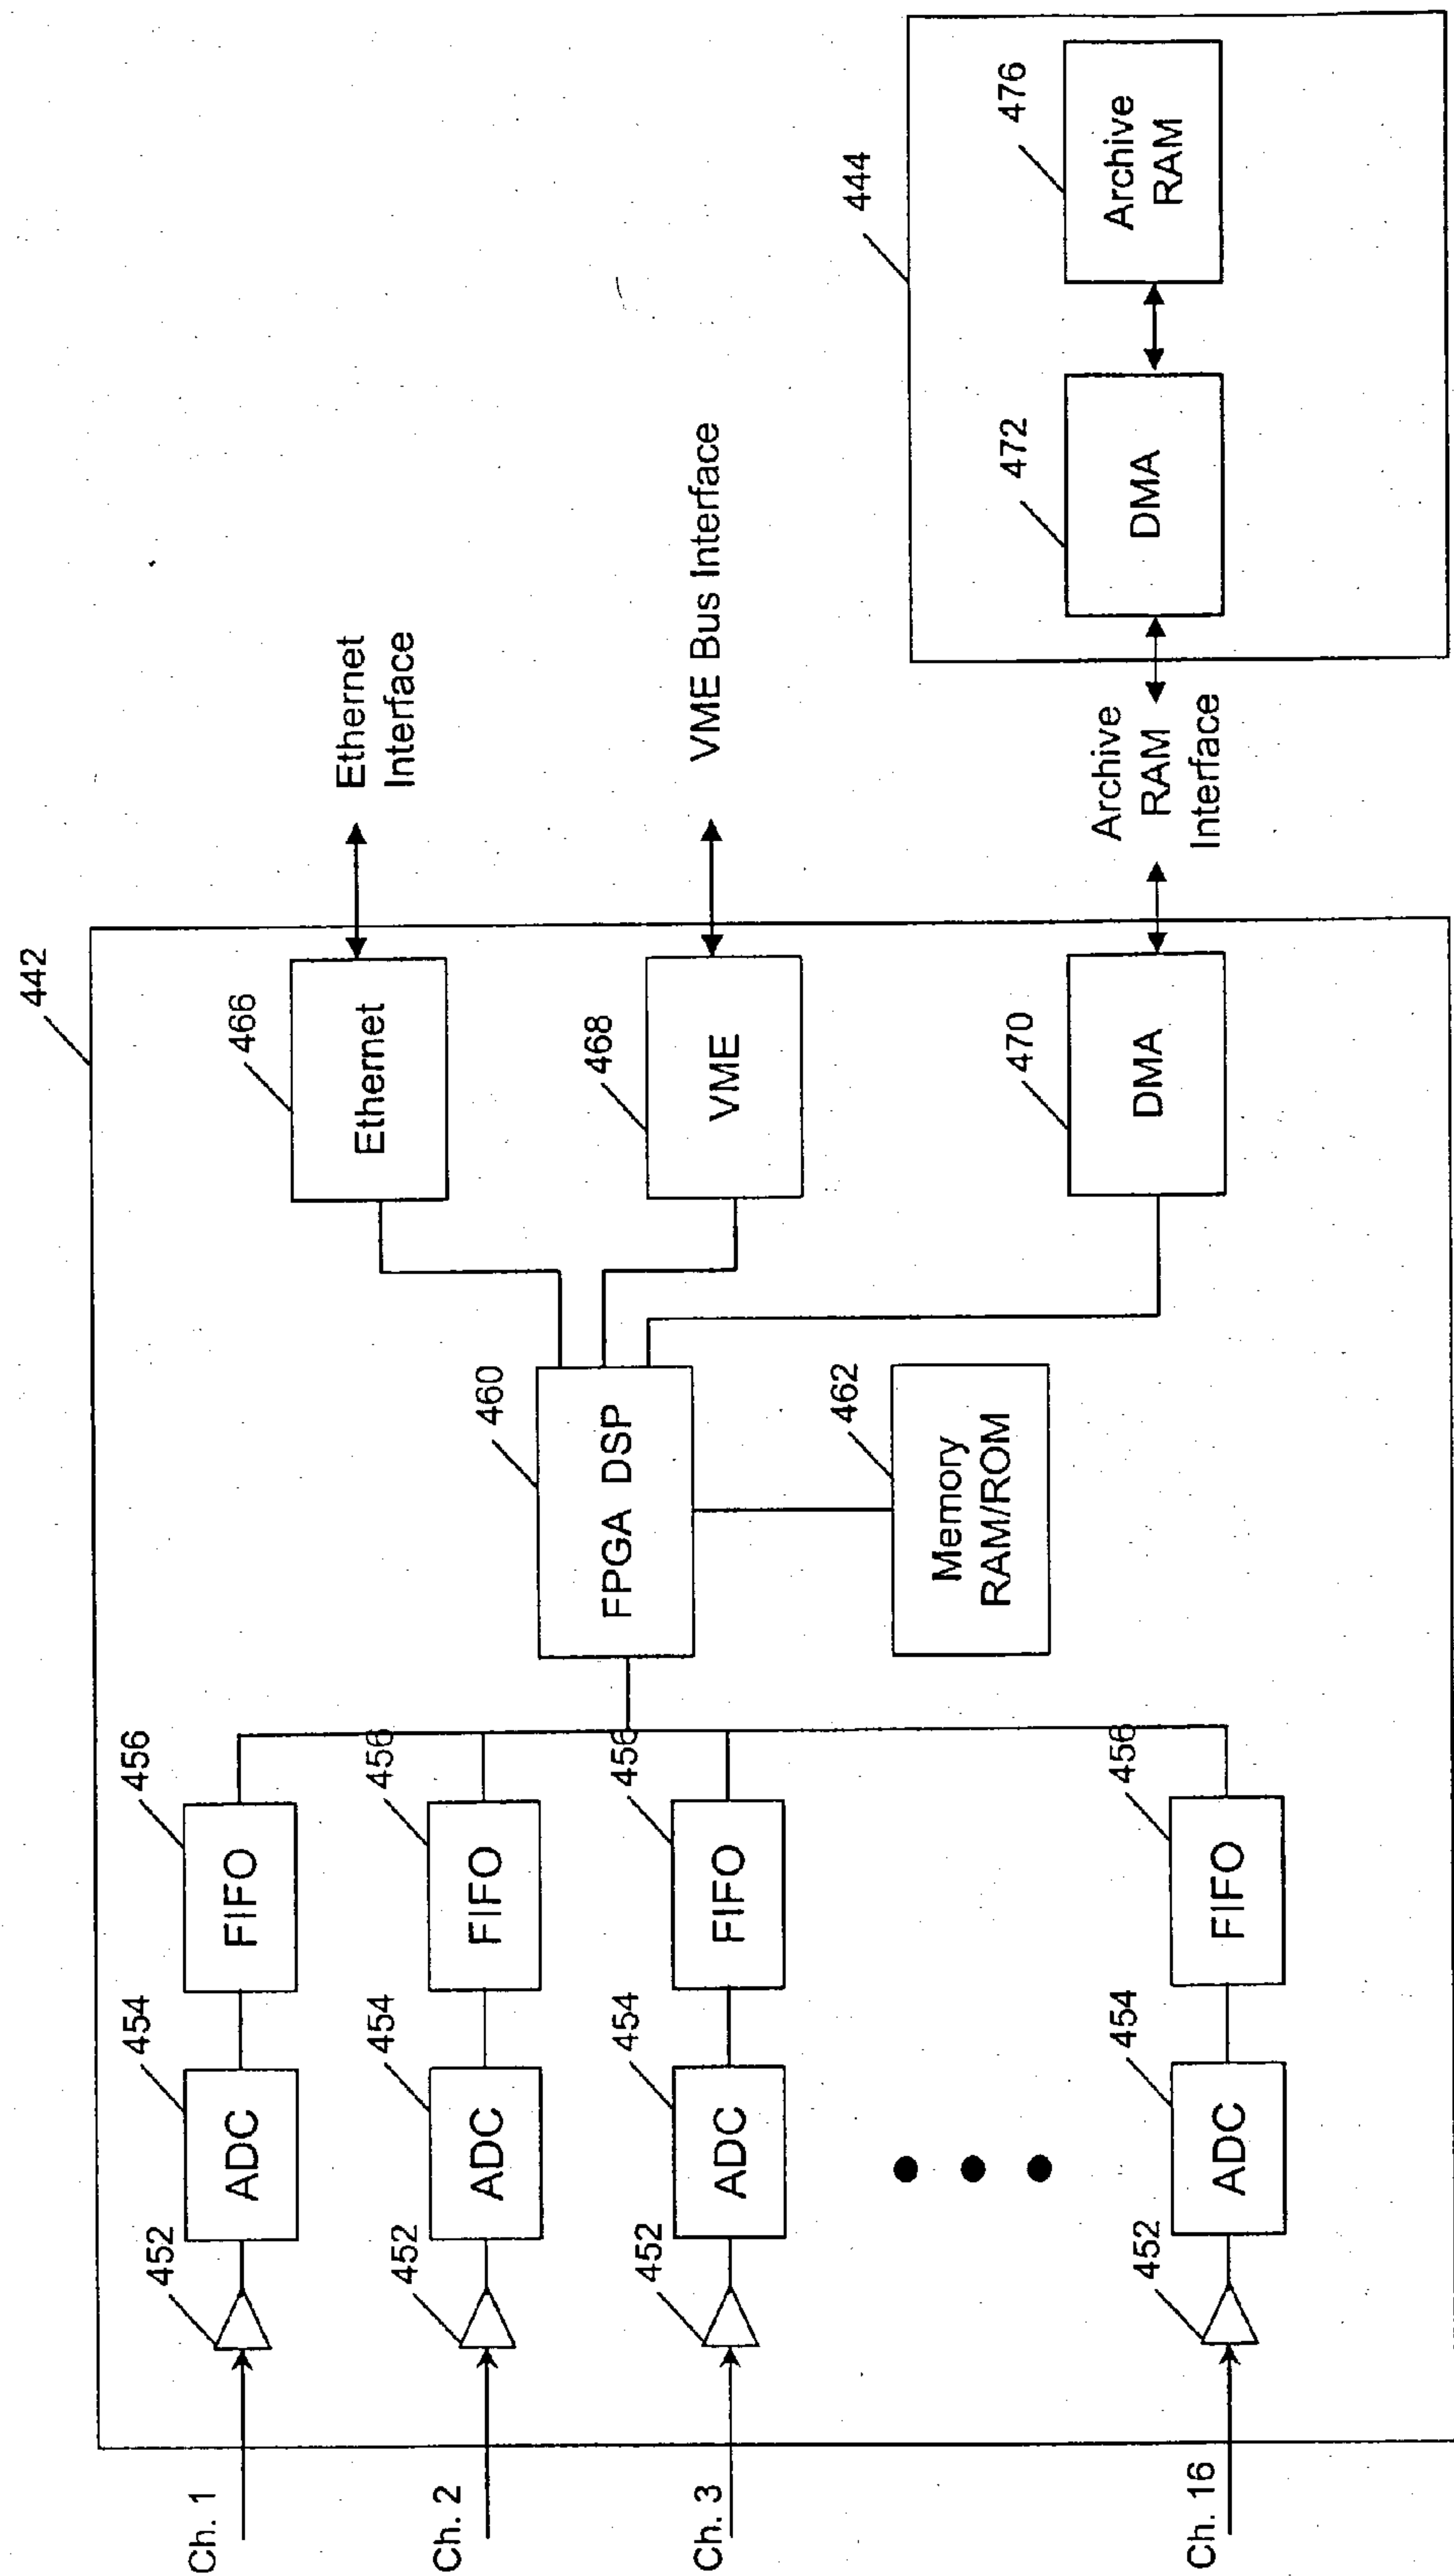 442
Ch. 1
452
ADC
454
FIFO
456
Ch. 2
452
ADC
454
FIFO
456
Ch. 3
452
ADC
454
FIFO
456
Ch. 16
452
ADC
454
FIFO
456
FPGA DSP
460
Memory
RAM/ROM
462
Ethernet
466
Ethernet
Interface
VME
468
VME Bus Interface
DMA
470
Archive
RAM
Interface
444
DMA
472
Archive
RAM
476